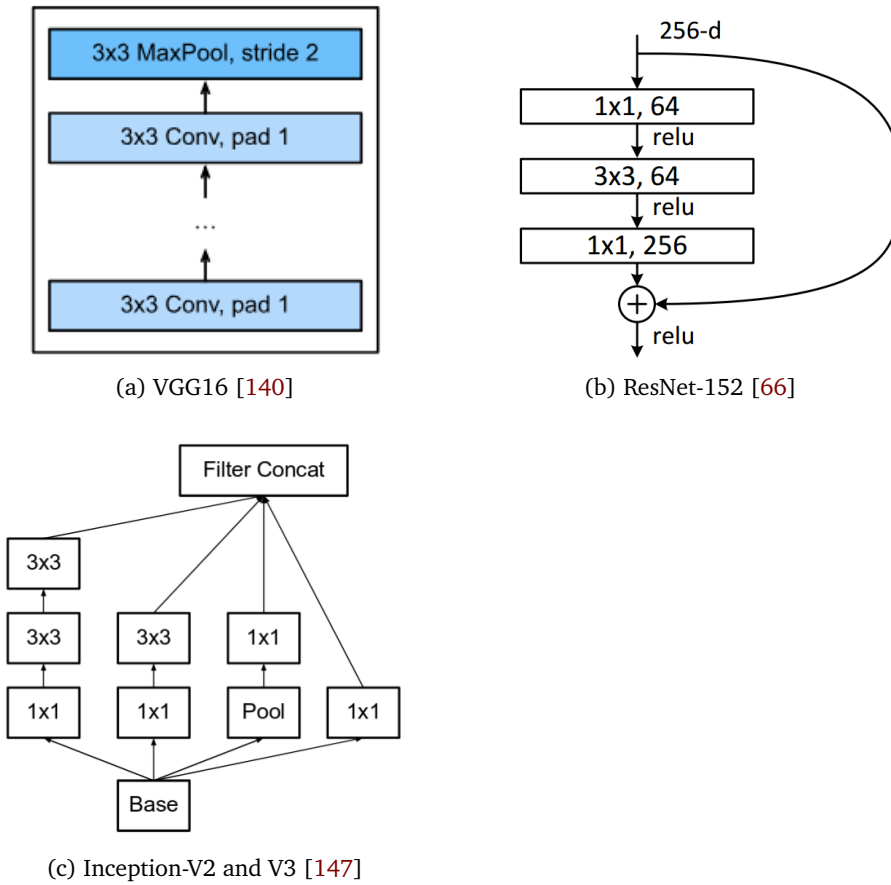 3x3 MaxPool, stride 2
3x3 Conv, pad 1
...
3x3 Conv, pad 1
(a) VGG16 [140]
256-d
1x1, 64
relu
3x3, 64
relu
1x1, 256
+
relu
(b) ResNet-152 [66]
Filter Concat
3x3
3x3 3x3 1x1
1x1 1x1 Pool 1x1
Base
(c) Inception-V2 and V3 [147]